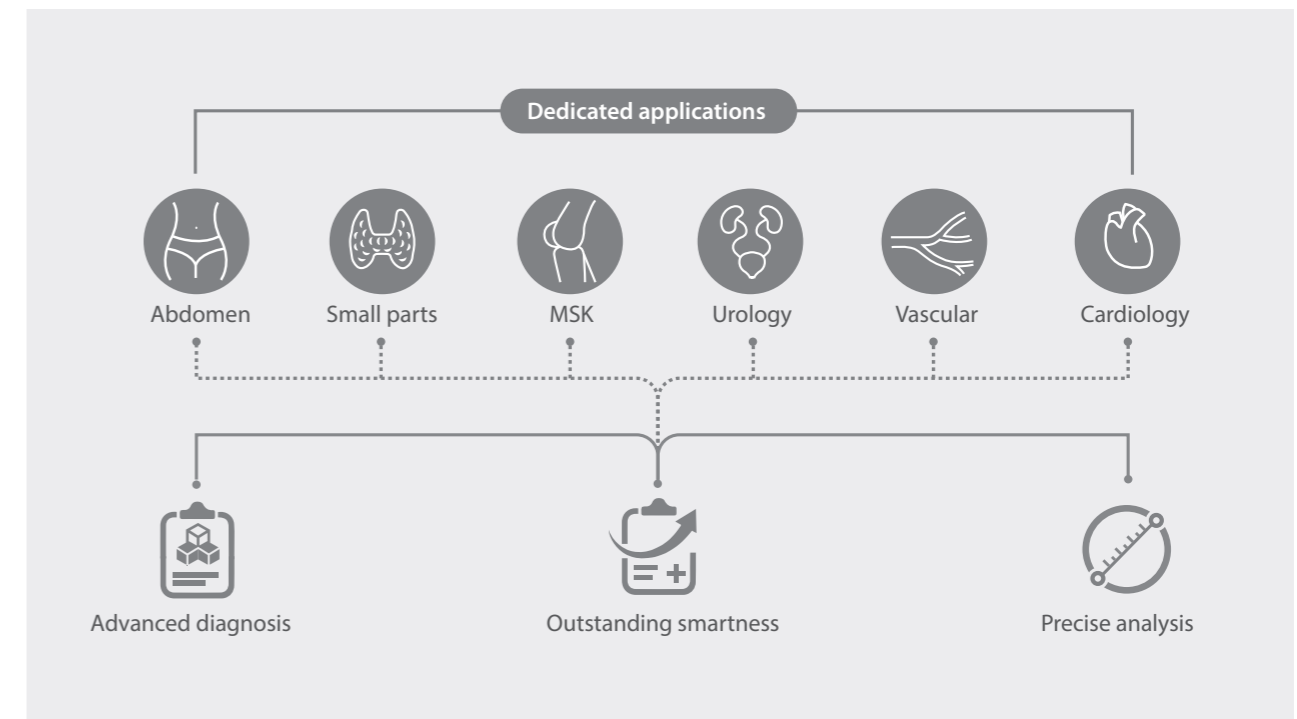 Dedicated applications
Abdomen
Small parts
MSK
Urology
Vascular
Cardiology
Advanced diagnosis
Outstanding smartness
Precise analysis